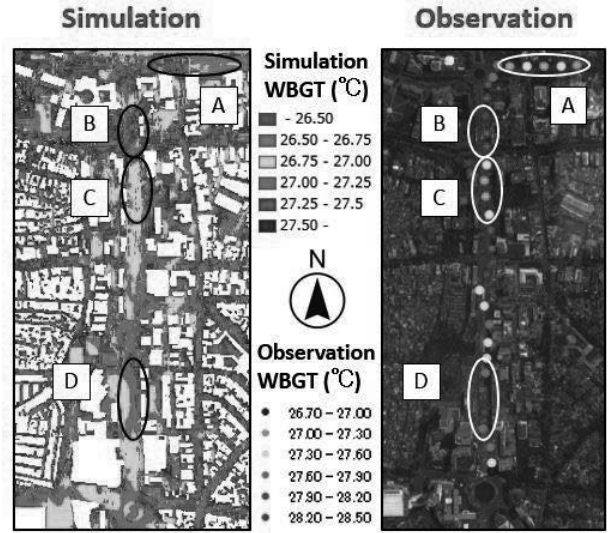 Simulation
Observation
Simulation
WBGT (℃)
- 26.50
26.50 - 26.75
26.75 - 27.00
27.00 - 27.25
27.25 - 27.5
27.50 -
N
Observation
WBGT (℃)
26.70 - 27.00
27.00 - 27.30
27.30 - 27.60
27.60 - 27.90
27.90 - 28.20
28.20 - 28.50
A
B
C
D
A
B
C
D